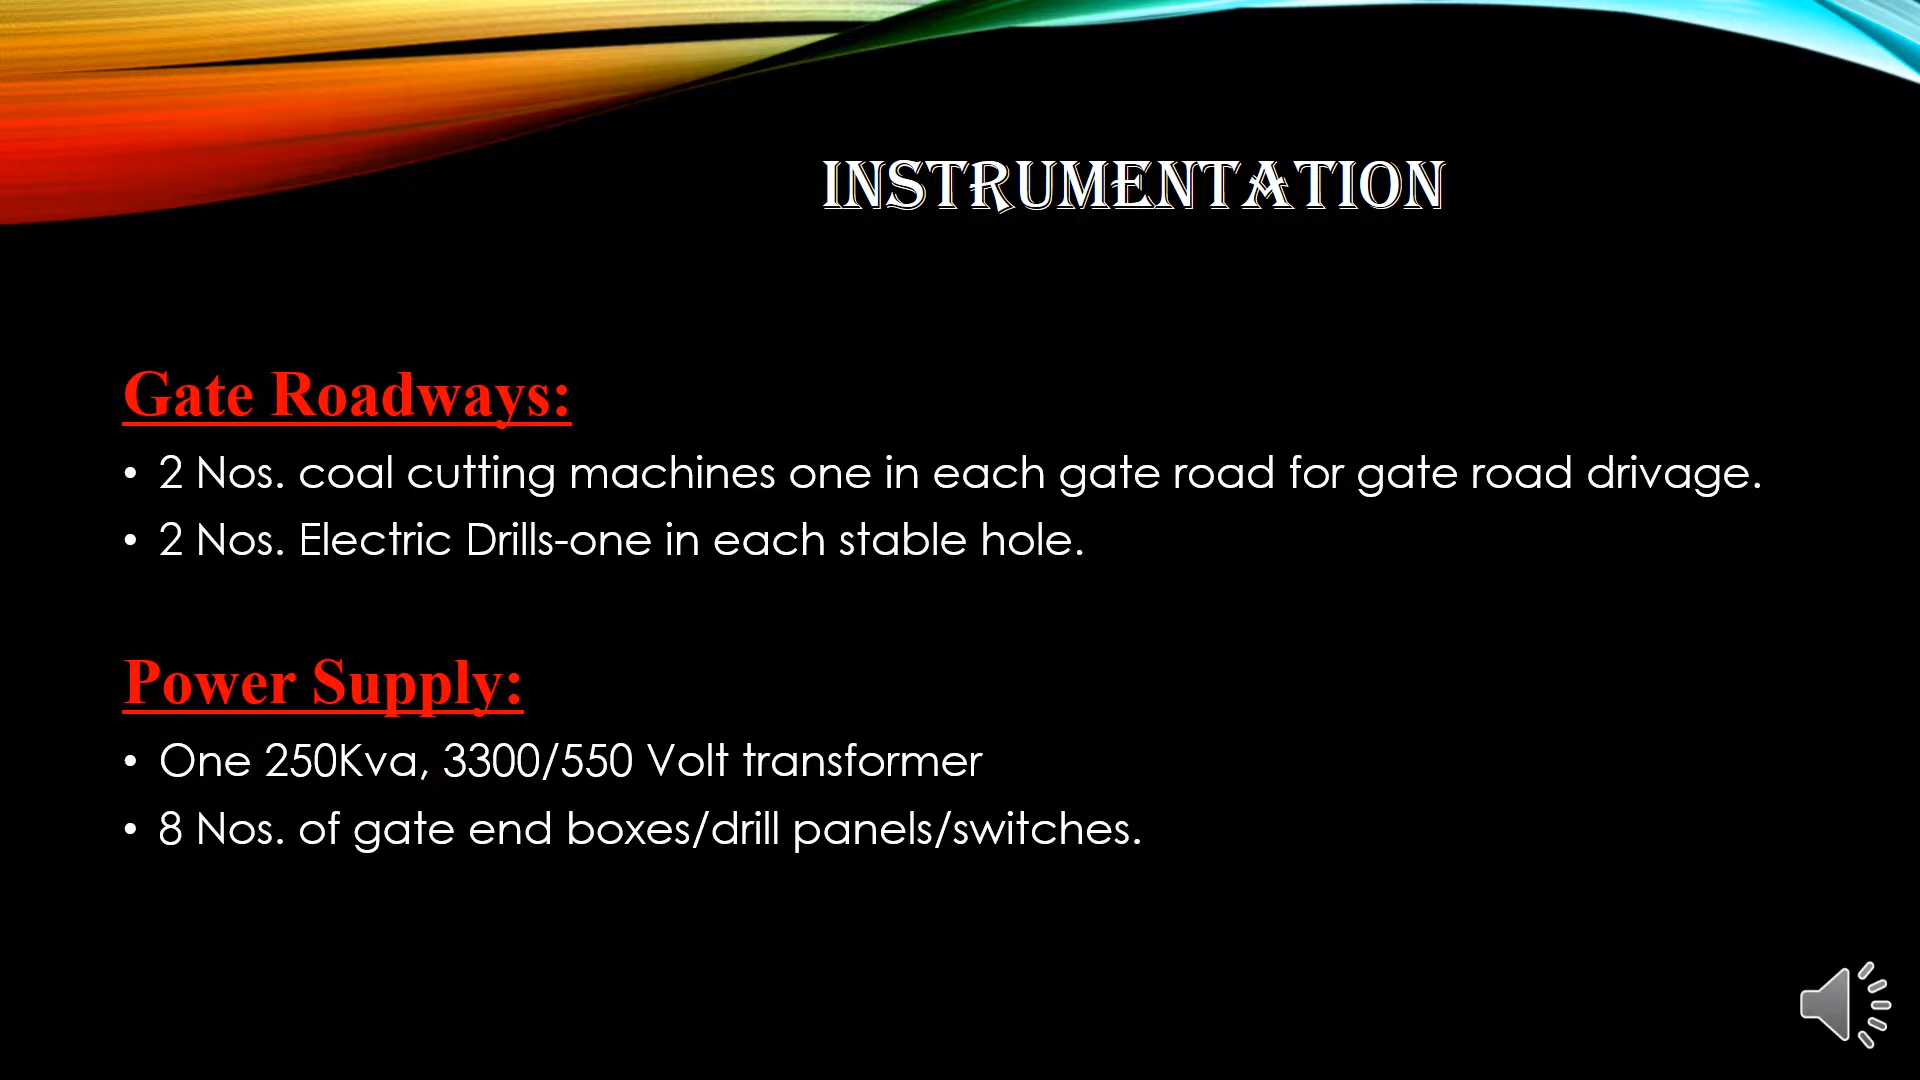 INSTRUMENTATION
Gate Roadways:
• 2 Nos. coal cutting machines one in each gate road for gate road drivage.
• 2 Nos. Electric Drills-one in each stable hole.
Power Supply:
• One 250Kva, 3300/550 Volt transformer
• 8 Nos. of gate end boxes/drill panels/switches.